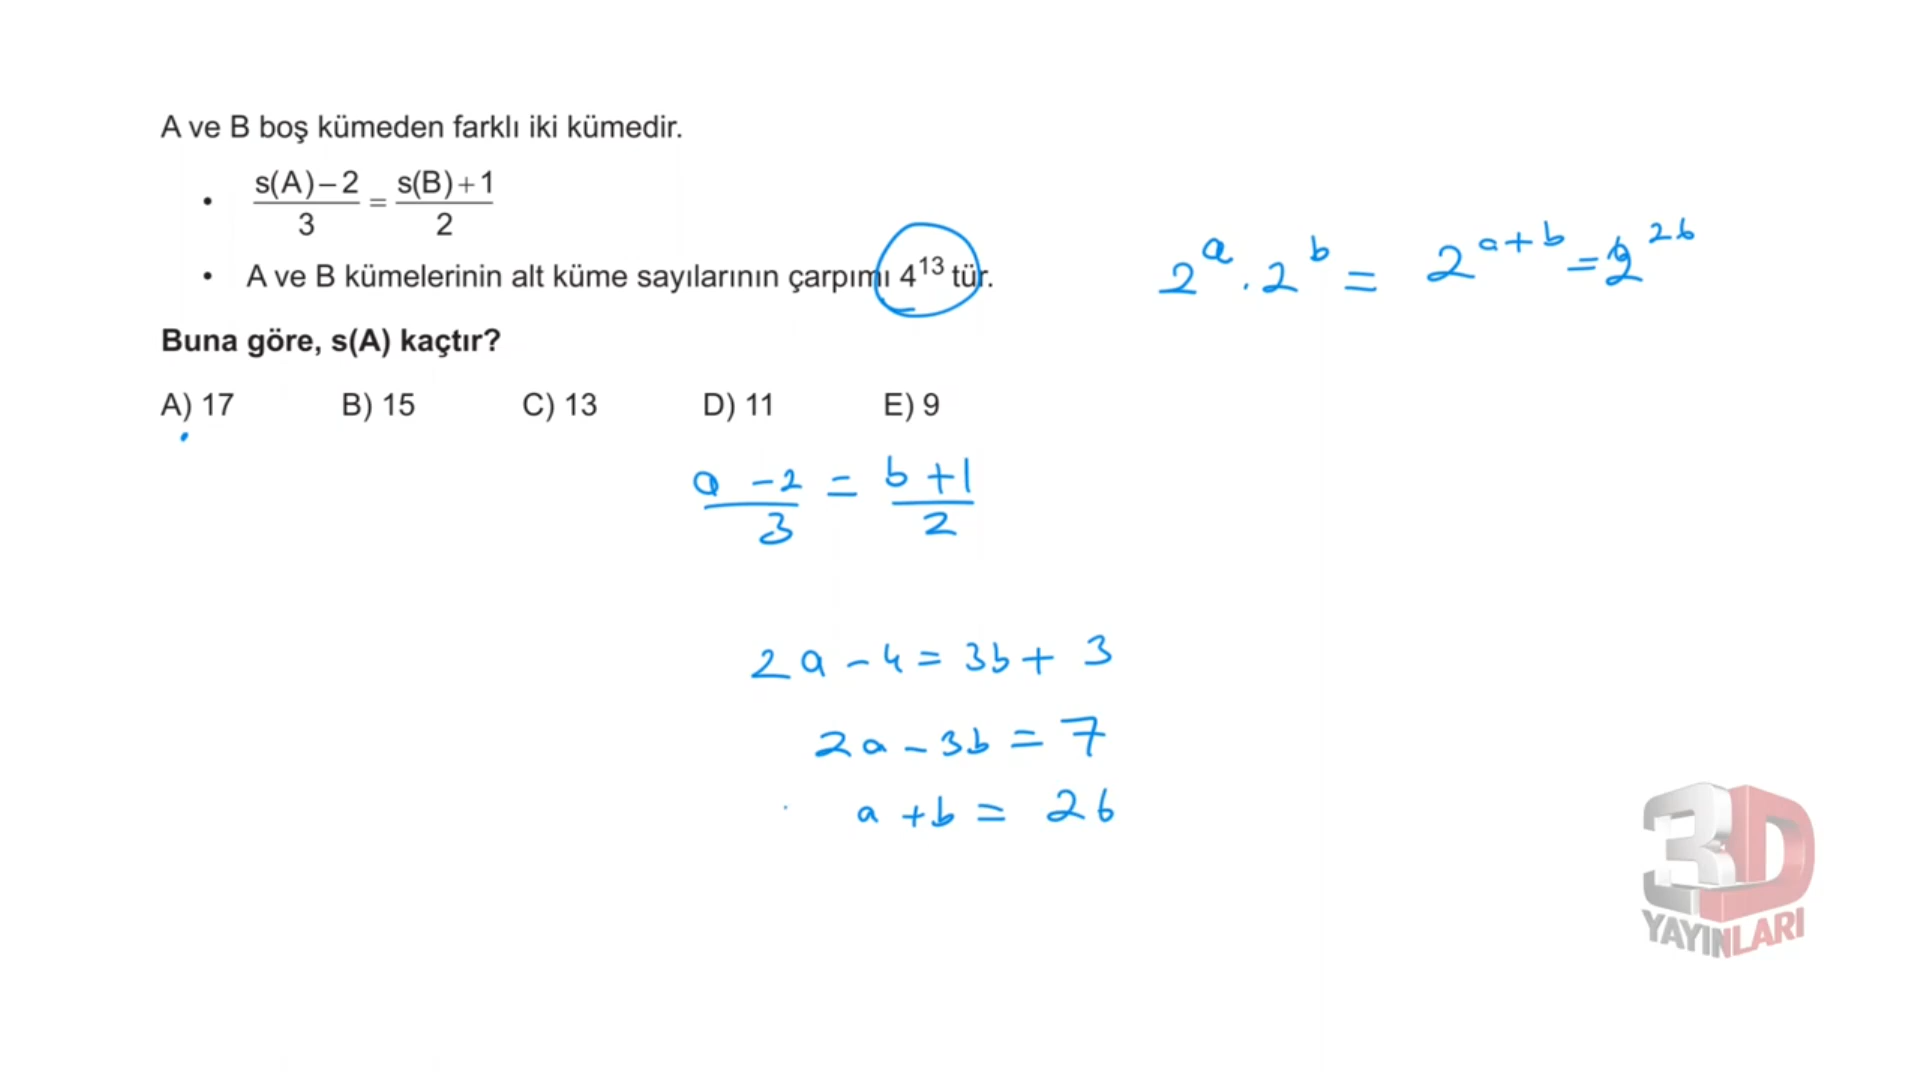 A ve B boş kümeden farklı iki kümedir.
• s(A)–2 / 3 = s(B)+1 / 2
• A ve B kümelerinin alt küme sayılarının çarpımı 4^13 tür.
2^a . 2^b = 2^a+b = 2^26
Buna göre, s(A) kaçtır?
A) 17 B) 15 C) 13 D) 11 E) 9
a - 2 / 3 = b + 1 / 2
2a - 4 = 3b + 3
2a - 3b = 7
a + b = 26
3D
YAYINLARI